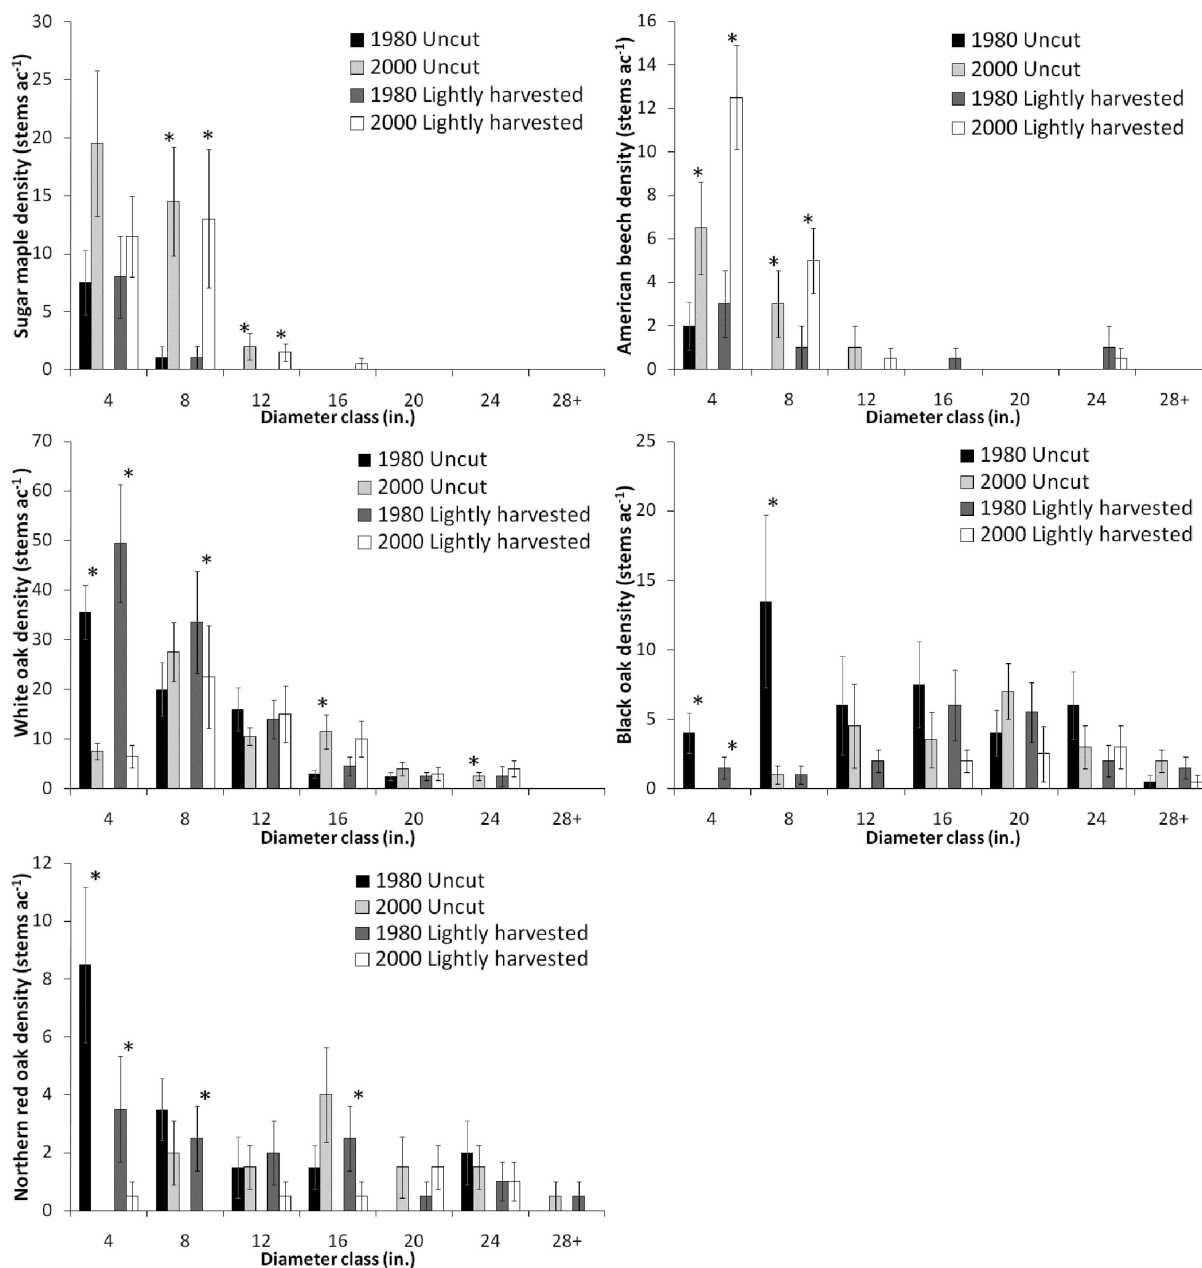 Sugar maple density (stems ac⁻¹)
30
25
20
15
10
5
0
1980 Uncut
2000 Uncut
1980 Lightly harvested
2000 Lightly harvested
*
*
*
*
4 8 12 16 20 24 28+
Diameter class (in.)
American beech density (stems ac⁻¹)
16
14
12
10
8
6
4
2
0
1980 Uncut
2000 Uncut
1980 Lightly harvested
2000 Lightly harvested
*
*
*
*
4 8 12 16 20 24 28+
Diameter class (in.)
White oak density (stems ac⁻¹)
70
60
50
40
30
20
10
0
1980 Uncut
2000 Uncut
1980 Lightly harvested
2000 Lightly harvested
*
*
*
*
*
4 8 12 16 20 24 28+
Diameter class (in.)
Black oak density (stems ac⁻¹)
25
20
15
10
5
0
1980 Uncut
2000 Uncut
1980 Lightly harvested
2000 Lightly harvested
*
*
*
4 8 12 16 20 24 28+
Diameter class (in.)
Northern red oak density (stems ac⁻¹)
12
10
8
6
4
2
0
1980 Uncut
2000 Uncut
1980 Lightly harvested
2000 Lightly harvested
*
*
*
*
4 8 12 16 20 24 28+
Diameter class (in.)